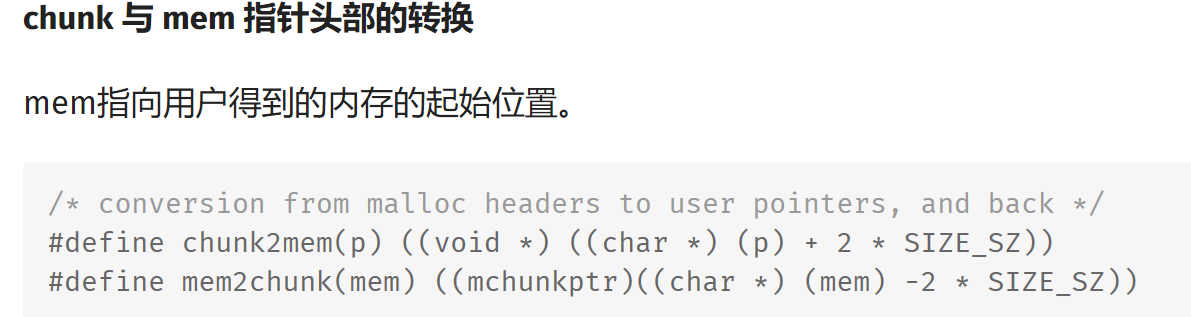 chunk 与 mem 指针头部的转换
mem指向用户得到的内存的起始位置。
/* conversion from malloc headers to user pointers, and back */
#define chunk2mem(p) ((void *) ((char *) (p) + 2 * SIZE_SZ))
#define mem2chunk(mem) ((mchunkptr)((char *) (mem) -2 * SIZE_SZ))